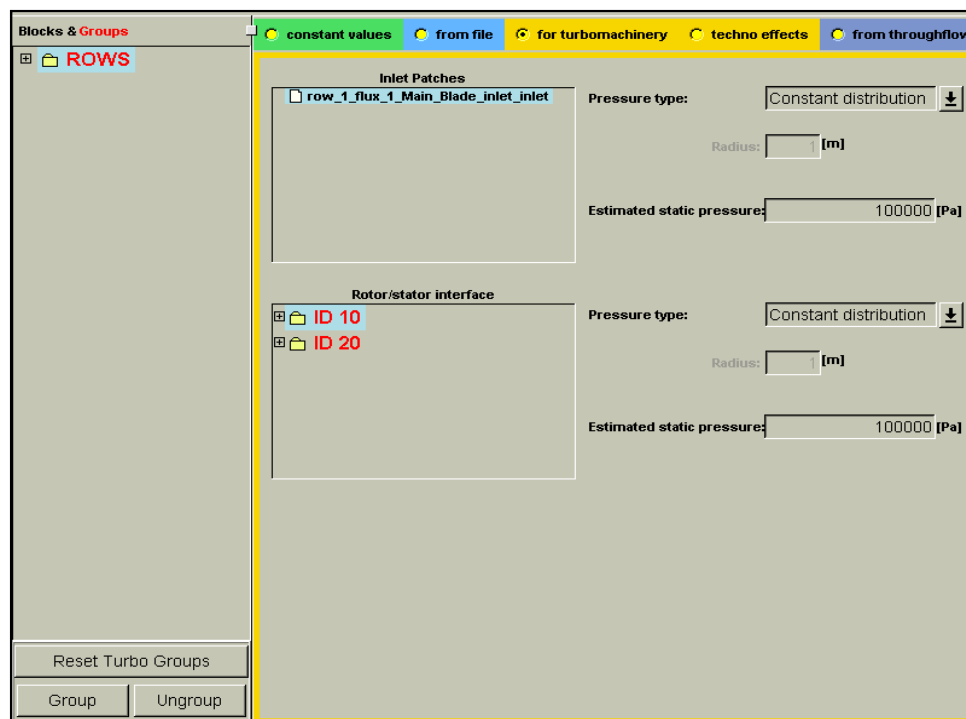 Blocks & Groups
ROWS
Reset Turbo Groups
Group Ungroup
constant values from file for turbomachinery techno effects from throughflow
Inlet Patches
row_1_flux_1_Main_Blade_inlet_inlet
Pressure type: Constant distribution
Radius: 1 [m]
Estimated static pressure: 100000 [Pa]
Rotor/stator interface
ID 10
ID 20
Pressure type: Constant distribution
Radius: 1 [m]
Estimated static pressure: 100000 [Pa]